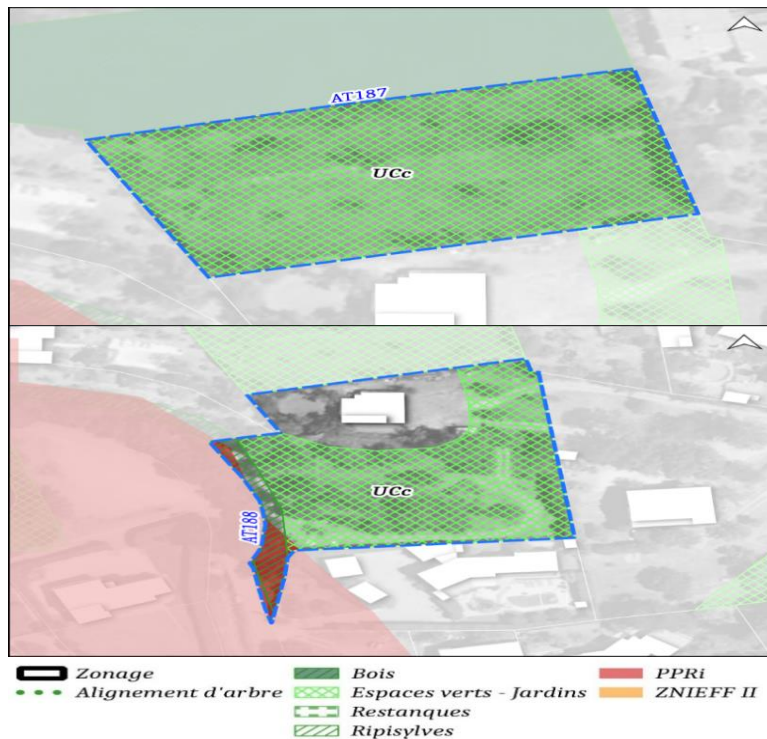 AT187
UCc
UCc
AT188
Zonage
Alignement d'arbre
Bois
Espaces verts - Jardins
Restanques
Ripisylves
PPRi
ZNIEFF II